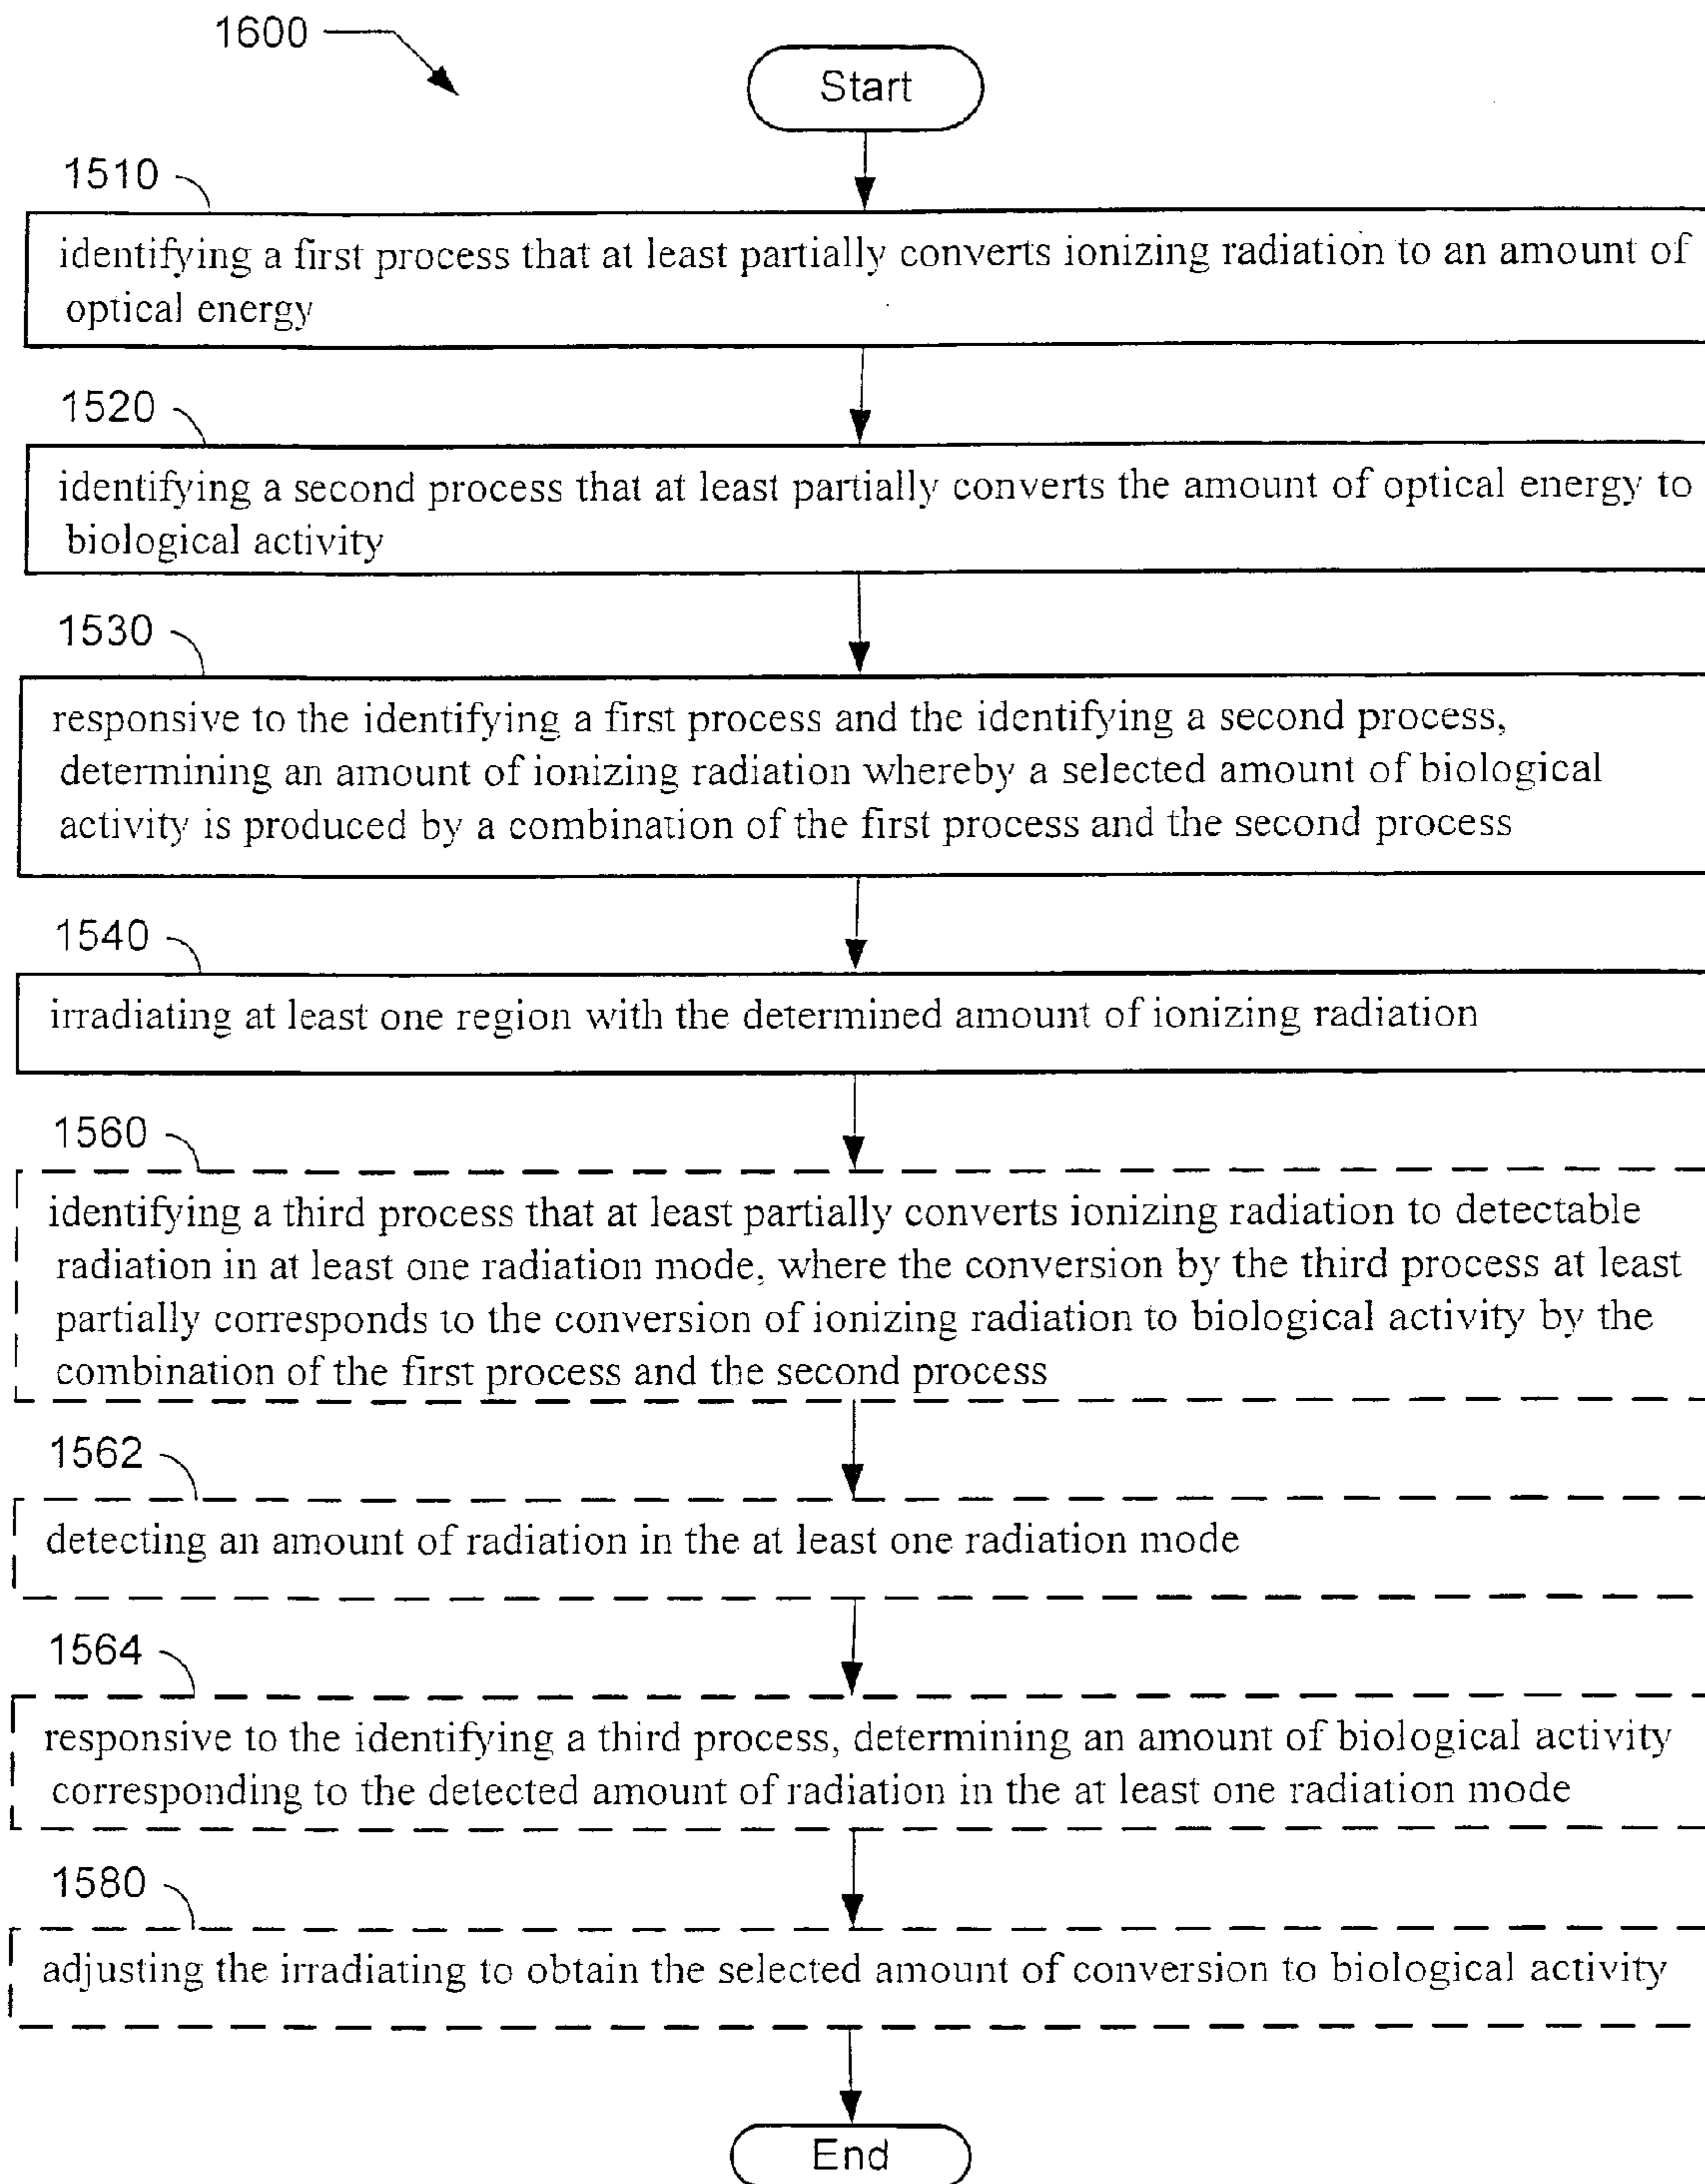 1600
Start
1510
identifying a first process that at least partially converts ionizing radiation to an amount of
optical energy
1520
identifying a second process that at least partially converts the amount of optical energy to
biological activity
1530
responsive to the identifying a first process and the identifying a second process,
determining an amount of ionizing radiation whereby a selected amount of biological
activity is produced by a combination of the first process and the second process
1540
irradiating at least one region with the determined amount of ionizing radiation
1560
identifying a third process that at least partially converts ionizing radiation to detectable
radiation in at least one radiation mode, where the conversion by the third process at least
partially corresponds to the conversion of ionizing radiation to biological activity by the
combination of the first process and the second process
1562
detecting an amount of radiation in the at least one radiation mode
1564
responsive to the identifying a third process, determining an amount of biological activity
corresponding to the detected amount of radiation in the at least one radiation mode
1580
adjusting the irradiating to obtain the selected amount of conversion to biological activity
End